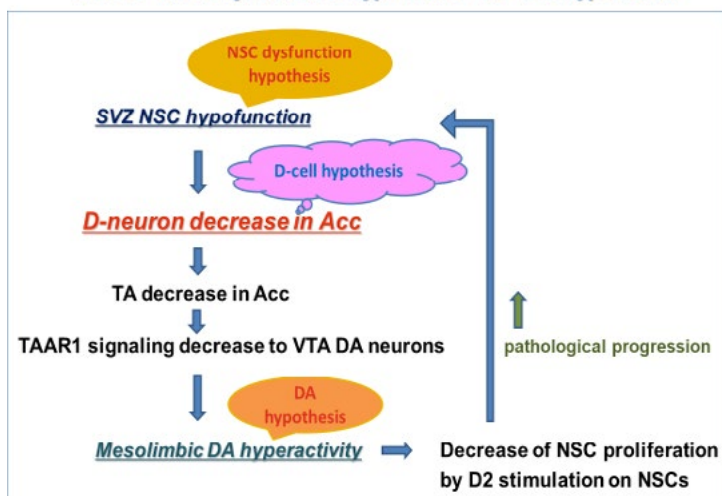 NSC dysfunction
hypothesis
SVZ NSC hypofunction
D-cell hypothesis
D-neuron decrease in Acc
TA decrease in Acc
TAAR1 signaling decrease to VTA DA neurons
pathological progression
DA
hypothesis
Mesolimbic DA hyperactivity
Decrease of NSC proliferation
by D2 stimulation on NSCs